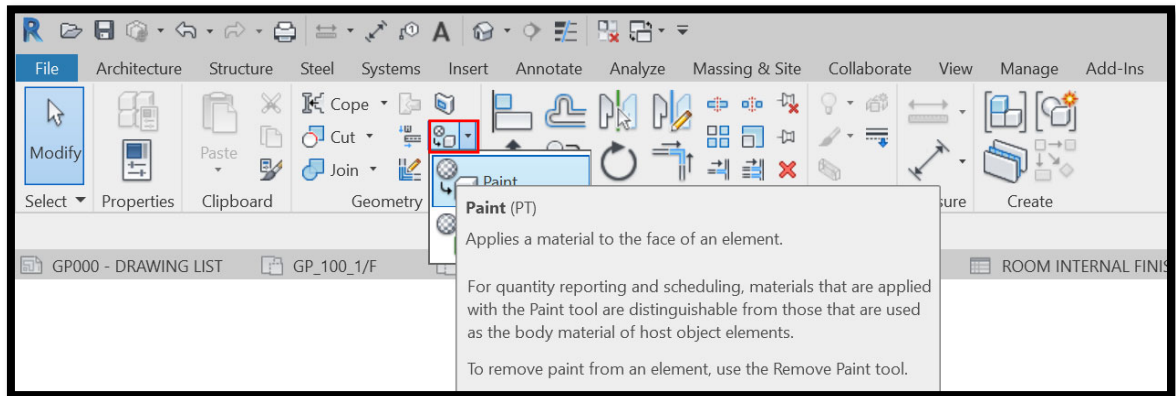 R
A
File Architecture Structure Steel Systems Insert Annotate Analyze Massing & Site Collaborate View Manage Add-Ins
Cope
Modify
Paste
Cut
Join
Paint
Select Properties Clipboard Geometry sure Create
Paint (PT)
Applies a material to the face of an element.
GP000 - DRAWING LIST GP_100_1/F ROOM INTERNAL FINIS
For quantity reporting and scheduling, materials that are applied
with the Paint tool are distinguishable from those that are used
as the body material of host object elements.
To remove paint from an element, use the Remove Paint tool.